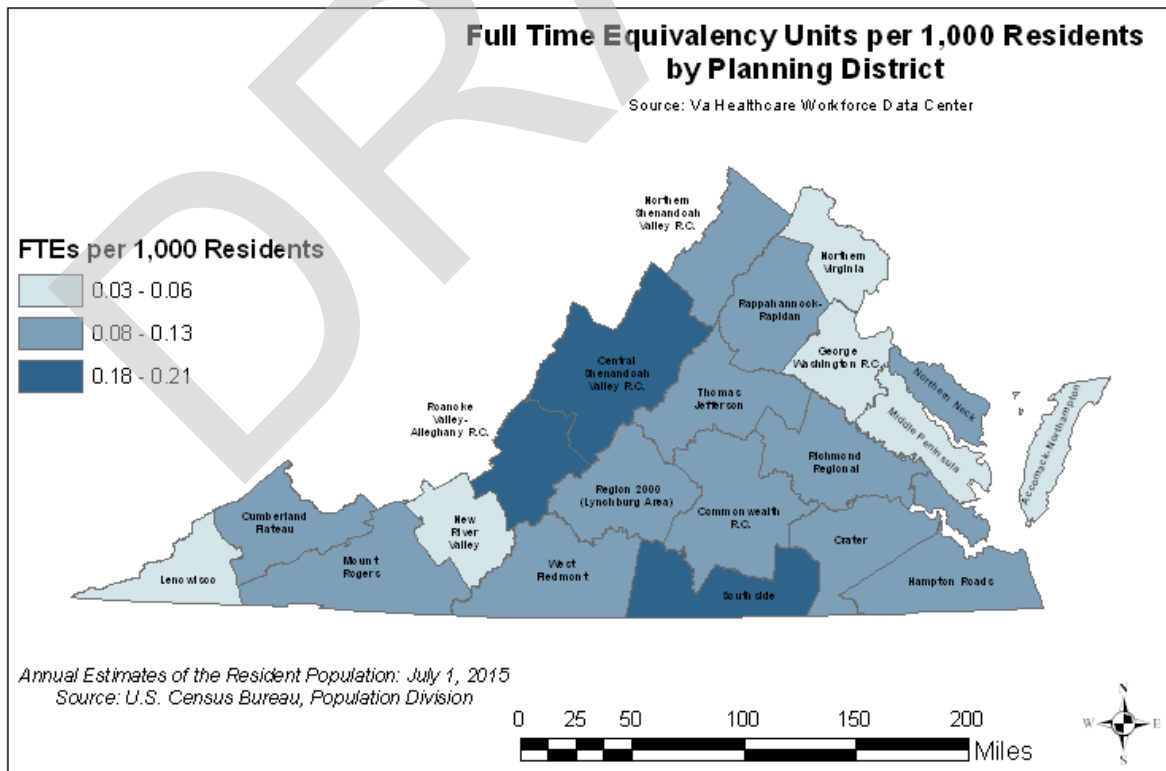 Full Time Equivalency Units per 1,000 Residents
by Planning District
Source: Va Healthcare Workforce Data Center
DRA
FTEs per 1,000 Residents
0.03 - 0.06
0.08 - 0.13
0.18 - 0.21
Northern
Shenandoah
Valley R.C.
Northern
Virginia
Rappahannock-
Rapidan
Central
Shenandoah
Valley R.C.
George
Washington R.C.
Northern Neck
Thomas
Jefferson
Middle Peninsula
Accomack-Northampton
Roanoke
Valley-
Alleghany R.C.
Richmond
Regional
Region 2000
(Lynchburg Area)
Commonwealth
R.C.
Cumberland
Plateau
New
River
Valley
Crater
Mount
Rogers
West
Piedmont
Lenowisco
Hampton Roads
Southside
Annual Estimates of the Resident Population: July 1, 2015
Source: U.S. Census Bureau, Population Division
0 25 50 100 150 200
Miles
N
W E
S